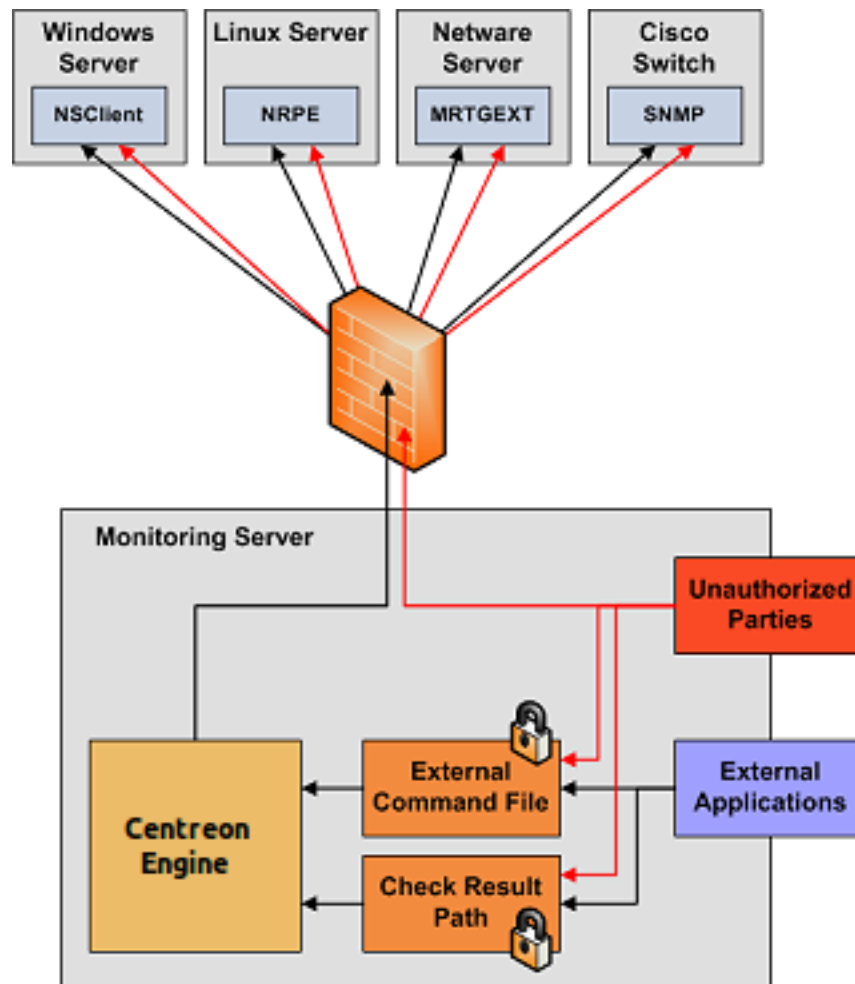 Windows
Server
NSClient
Linux Server
NRPE
Netware
Server
MRTGEXT
Cisco
Switch
SNMP
Monitoring Server
Unauthorized
Parties
External
Command File
External
Applications
Centreon
Engine
Check Result
Path